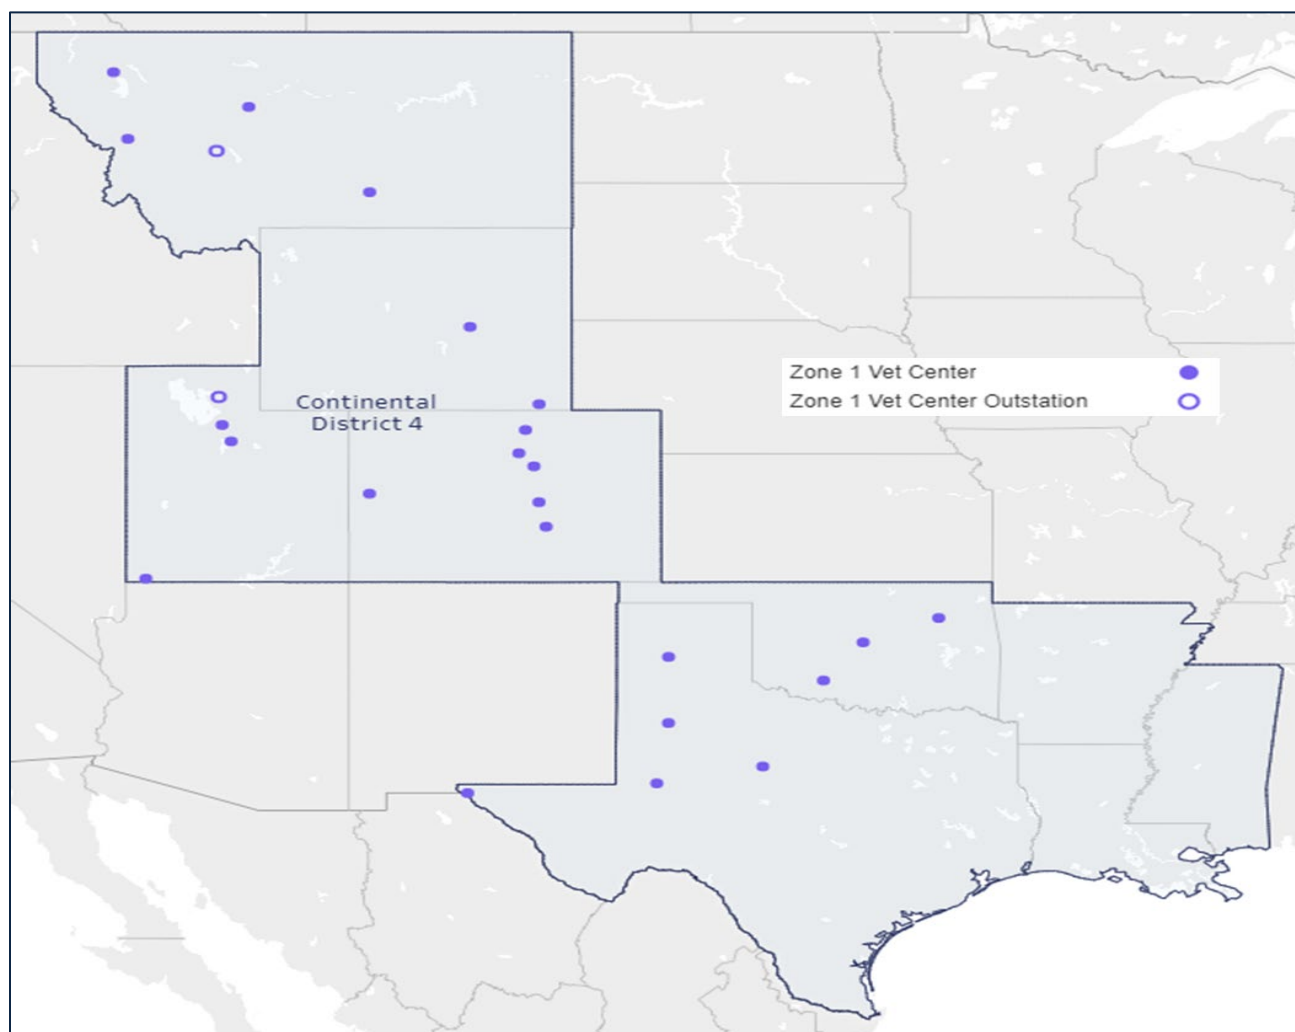 Zone 1 Vet Center
Zone 1 Vet Center Outstation
Continental
District 4